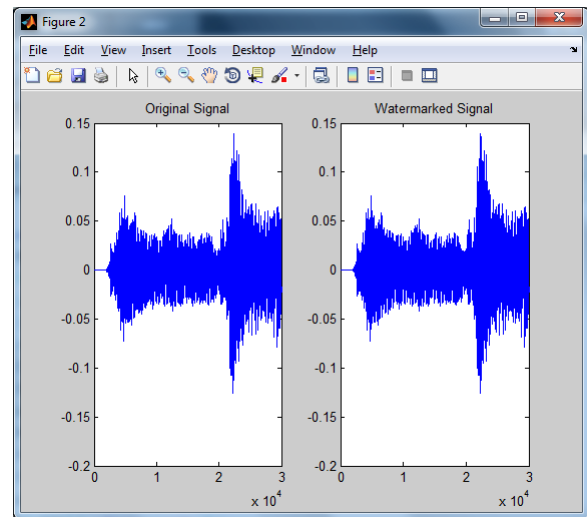 Figure 2
File Edit View Insert Tools Desktop Window Help
Original Signal
0.15
0.1
0.05
0
-0.05
-0.1
-0.15
-0.2
0 1 2 3
x 10^4
Watermarked Signal
0.15
0.1
0.05
0
-0.05
-0.1
-0.15
-0.2
0 1 2 3
x 10^4